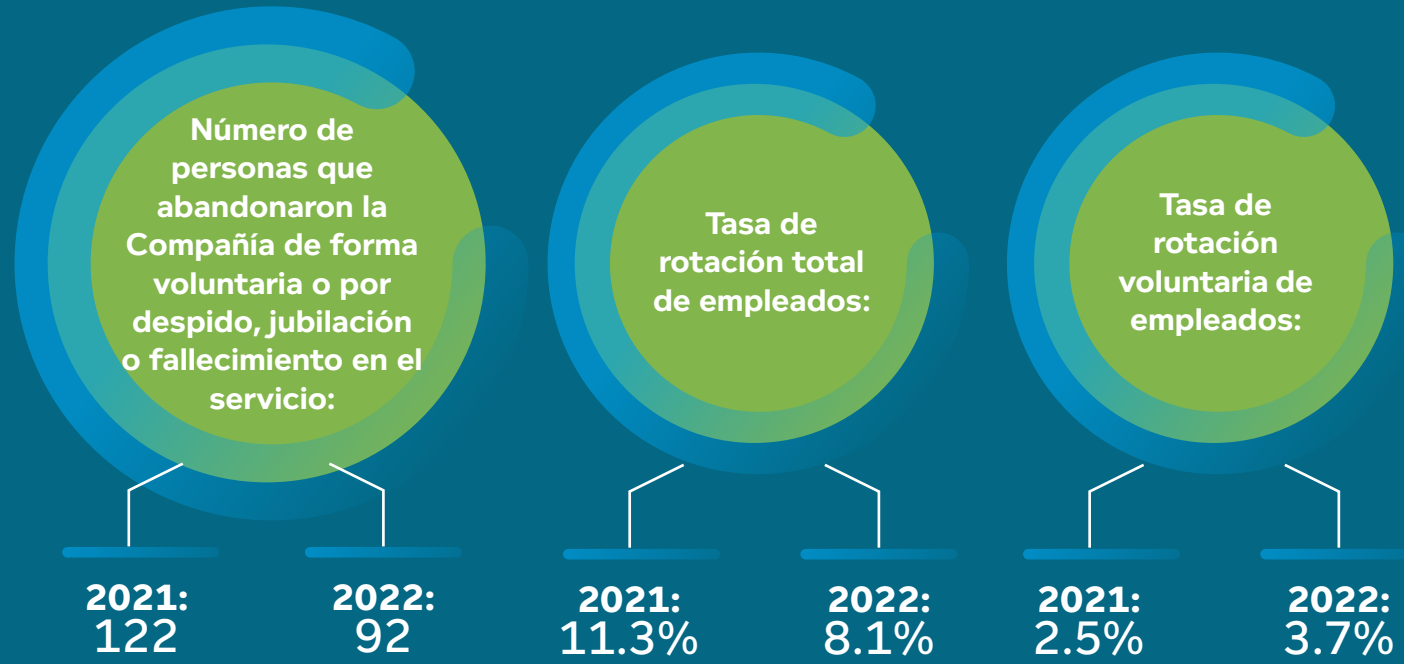 Número de
personas que
abandonaron la
Compañía de forma
voluntaria o por
despido, jubilación
o fallecimiento en el
servicio:
2021:
122
2022:
92
Tasa de
rotación total
de empleados:
2021:
11.3%
2022:
8.1%
Tasa de
rotación
voluntaria de
empleados:
2021:
2.5%
2022:
3.7%